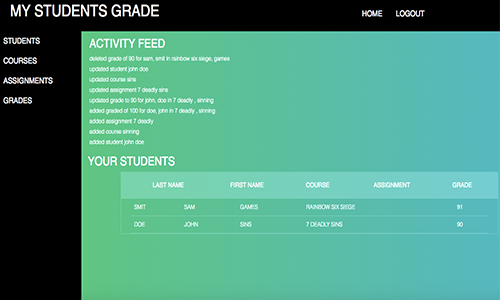 MY STUDENTS GRADE
HOME LOGOUT
STUDENTS
COURSES
ASSIGNMENTS
GRADES
ACTIVITY FEED
deleted grade of 90 for sam, smit in rainbow six siege, games
updated student john doe
updated course sins
updated assignment 7 deadly sins
updated grade to 90 for john, doe in 7 deadly , sinning
added graded of 100 for doe, john in 7 deadly , sinning
added assignment 7 deadly
added course sinning
added student john doe
YOUR STUDENTS
LAST NAME FIRST NAME COURSE ASSIGNMENT GRADE
SMIT SAM GAMES RAINBOW SIX SIEGE 91
DOE JOHN SINS 7 DEADLY SINS 90